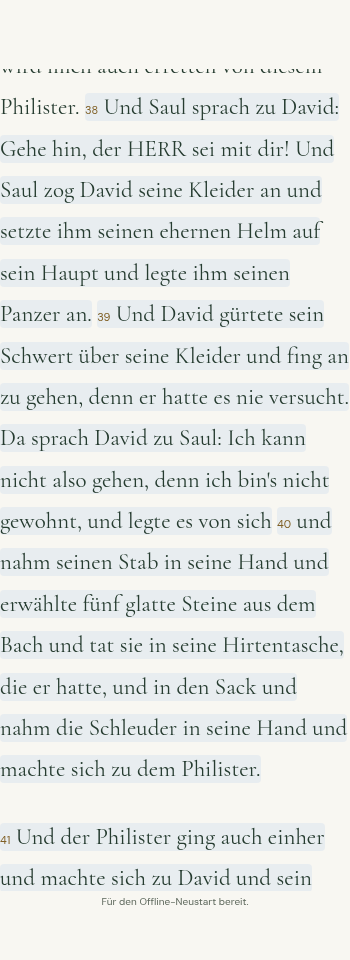 wird mich auch erretten von diesem
Philister. 38 Und Saul sprach zu David:
Gehe hin, der HERR sei mit dir! Und
Saul zog David seine Kleider an und
setzte ihm seinen ehernen Helm auf
sein Haupt und legte ihm seinen
Panzer an. 39 Und David gürtete sein
Schwert über seine Kleider und fing an
zu gehen, denn er hatte es nie versucht.
Da sprach David zu Saul: Ich kann
nicht also gehen, denn ich bin's nicht
gewohnt, und legte es von sich 40 und
nahm seinen Stab in seine Hand und
erwählte fünf glatte Steine aus dem
Bach und tat sie in seine Hirtentasche,
die er hatte, und in den Sack und
nahm die Schleuder in seine Hand und
machte sich zu dem Philister.
41 Und der Philister ging auch einher
und machte sich zu David und sein
Für den Offline-Neustart bereit.